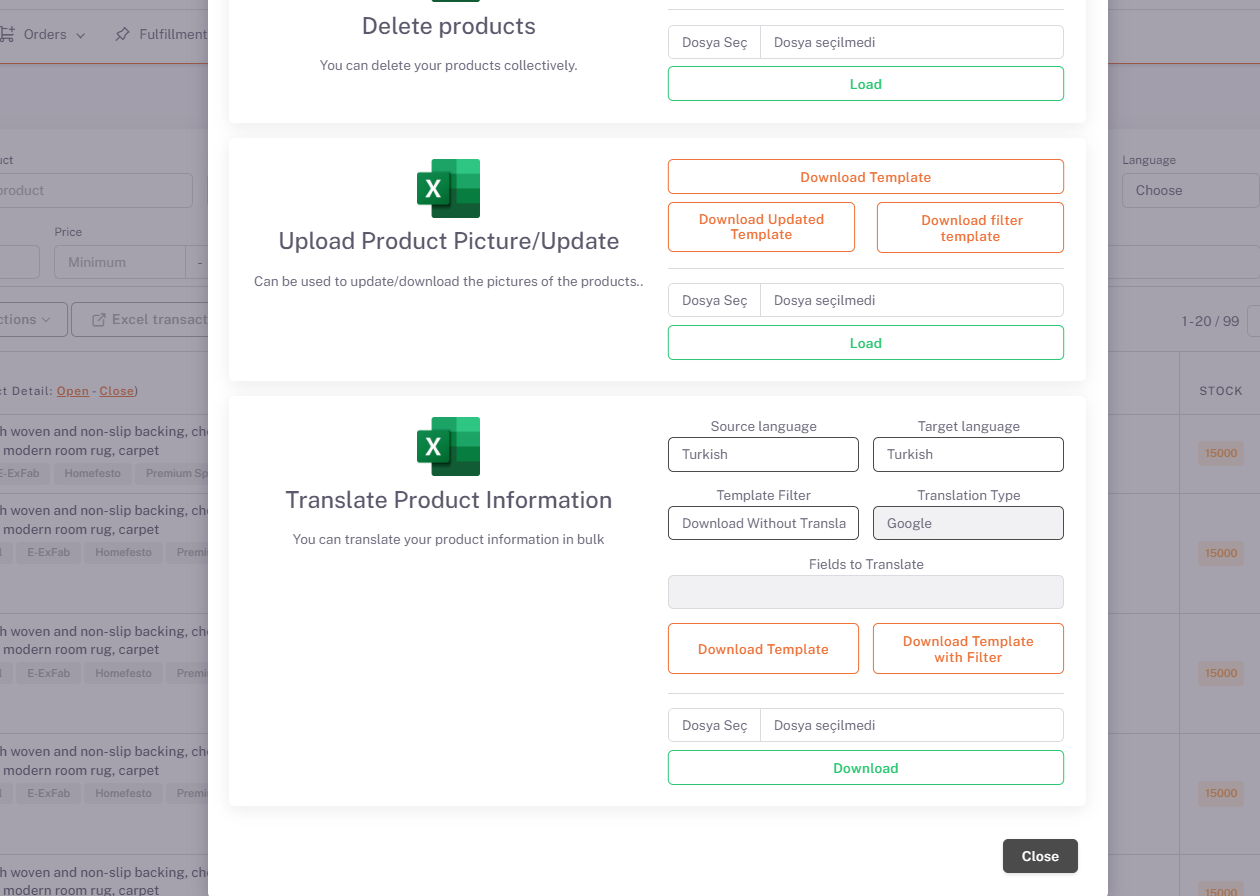 Orders
Fulfillment
Delete products
You can delete your products collectively.
Dosya Seç
Dosya seçilmedi
Load
uct
product
Language
Choose
Price
Minimum
-
ctions
Excel transact
1-20 / 99
X
Upload Product Picture/Update
Can be used to update/download the pictures of the products..
Download Template
Download Updated
Template
Download filter
template
Dosya Seç
Dosya seçilmedi
Load
ct Detail: Open - Close)
STOCK
h woven and non-slip backing, che
modern room rug, carpet
E-ExFab
Homefesto
Premium Sp
15000
h woven and non-slip backing, che
modern room rug, carpet
E-ExFab
Homefesto
Premi
15000
h woven and non-slip backing, che
modern room rug, carpet
E-ExFab
Homefesto
Premi
15000
h woven and non-slip backing, che
modern room rug, carpet
E-ExFab
Homefesto
Premi
15000
h woven and non-slip backing, che
modern room rug, carpet
15000
X
Translate Product Information
You can translate your product information in bulk
Source language
Turkish
Target language
Turkish
Template Filter
Download Without Transla
Translation Type
Google
Fields to Translate
Download Template
Download Template
with Filter
Dosya Seç
Dosya seçilmedi
Download
Close